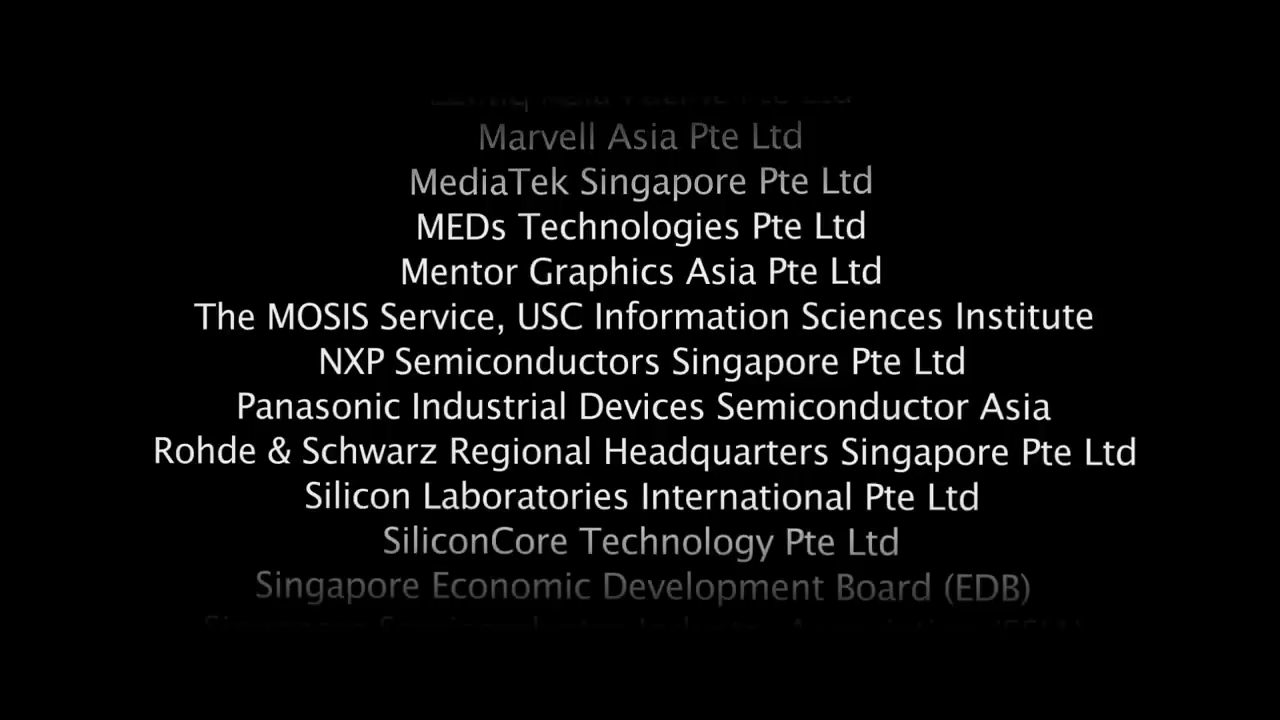 Marvell Asia Pte Ltd
MediaTek Singapore Pte Ltd
MEDs Technologies Pte Ltd
Mentor Graphics Asia Pte Ltd
The MOSIS Service, USC Information Sciences Institute
NXP Semiconductors Singapore Pte Ltd
Panasonic Industrial Devices Semiconductor Asia
Rohde & Schwarz Regional Headquarters Singapore Pte Ltd
Silicon Laboratories International Pte Ltd
SiliconCore Technology Pte Ltd
Singapore Economic Development Board (EDB)